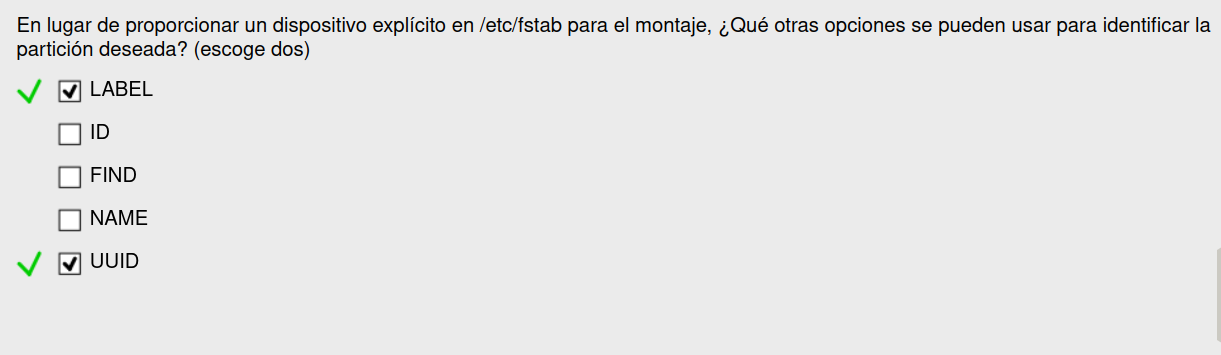 En lugar de proporcionar un dispositivo explícito en /etc/fstab para el montaje, ¿Qué otras opciones se pueden usar para identificar la
partición deseada? (escoge dos)
LABEL
ID
FIND
NAME
UUID